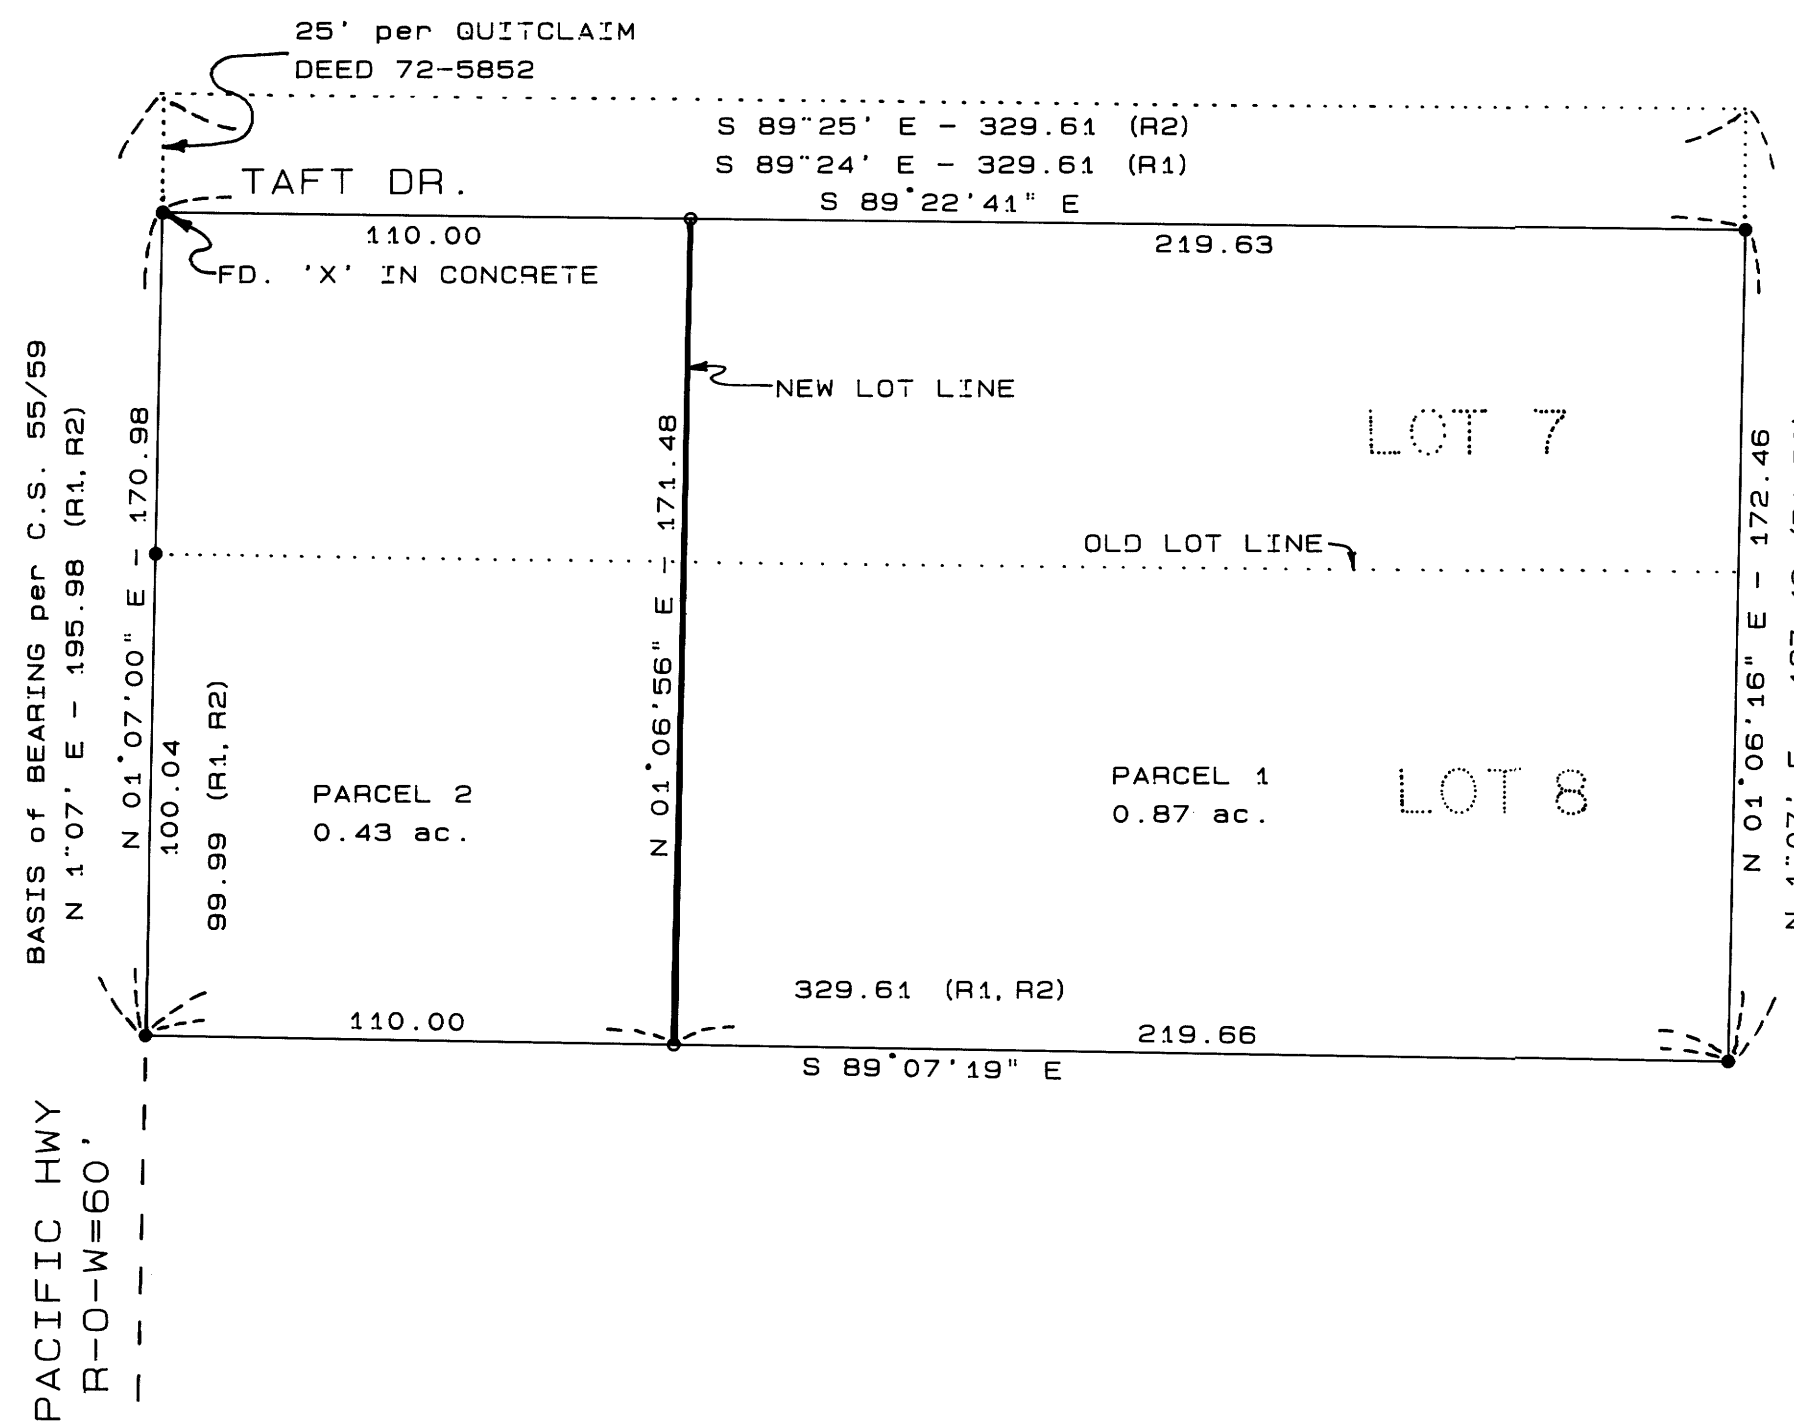 25' per QUITCLAIM
DEED 72-5852
S 89"25' E - 329.61 (R2)
S 89"24' E - 329.61 (R1)
S 89°22'41" E
TAFT DR.
110.00
219.63
FD. 'X' IN CONCRETE
NEW LOT LINE
LOT 7
OLD LOT LINE
BASIS of BEARING per C.S. 55/59
N 1"07' E - 195.98 (R1, R2)
N 01°07'00" E - 170.98
100.04
99.99 (R1, R2)
N 01°06'56" E - 171.48
N 01°06'16" E - 172.46
PARCEL 2
0.43 ac.
PARCEL 1
0.87 ac.
LOT 8
329.61 (R1, R2)
110.00
219.66
S 89°07'19" E
PACIFIC HWY
R-O-W=60'